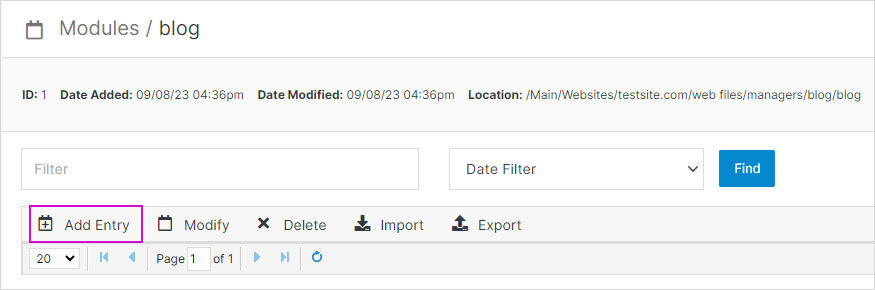 Modules / blog
ID: 1 Date Added: 09/08/23 04:36pm Date Modified: 09/08/23 04:36pm Location: /Main/Websites/testsite.com/web files/managers/blog/blog
Filter Date Filter Find
Add Entry Modify Delete Import Export
20 Page 1 of 1